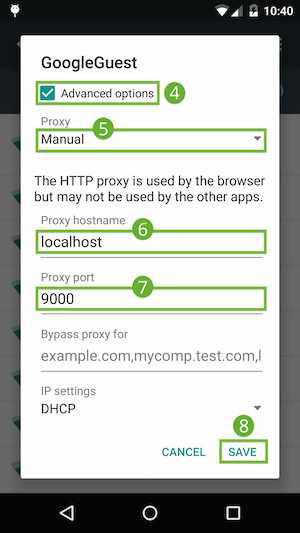 10:40
GoogleGuest
Advanced options 4
Proxy 5
Manual
The HTTP proxy is used by the browser
but may not be used by the other apps.
Proxy hostname 6
localhost
Proxy port 7
9000
Bypass proxy for
example.com,mycomp.test.com,l
IP settings
DHCP
8
CANCEL SAVE